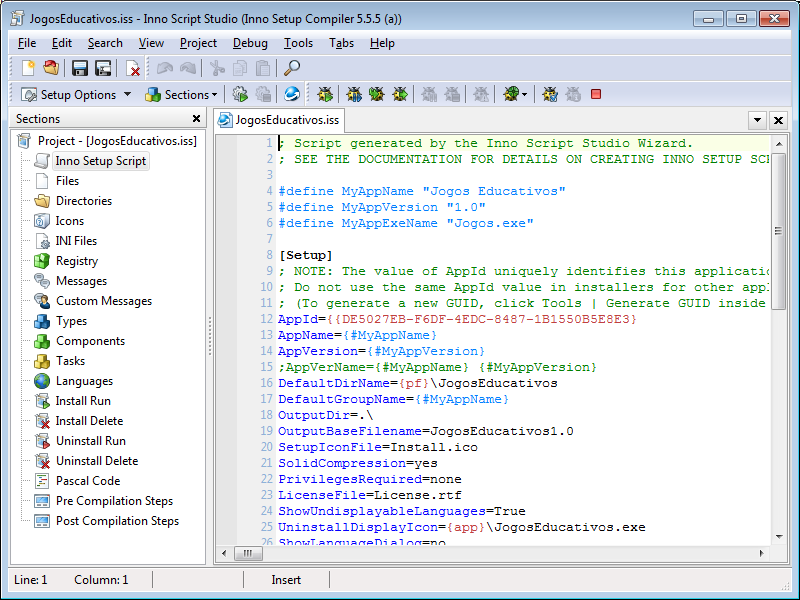 JogosEducativos.iss - Inno Script Studio (Inno Setup Compiler 5.5.5 (a))
File Edit Search View Project Debug Tools Tabs Help
Setup Options Sections
Sections
JogosEducativos.iss
Project - [JogosEducativos.iss]
Inno Setup Script
Files
Directories
Icons
INI Files
Registry
Messages
Custom Messages
Types
Components
Tasks
Languages
Install Run
Install Delete
Uninstall Run
Uninstall Delete
Pascal Code
Pre Compilation Steps
Post Compilation Steps
1 ; Script generated by the Inno Script Studio Wizard.
2 ; SEE THE DOCUMENTATION FOR DETAILS ON CREATING INNO SETUP SC
3
4 #define MyAppName "Jogos Educativos"
5 #define MyAppVersion "1.0"
6 #define MyAppExeName "Jogos.exe"
7
8 [Setup]
9 ; NOTE: The value of AppId uniquely identifies this applicatio
10 ; Do not use the same AppId value in installers for other app
11 ; (To generate a new GUID, click Tools | Generate GUID inside
12 AppId={{DE5027EB-F6DF-4EDC-8487-1B1550B5E8E3}
13 AppName={#MyAppName}
14 AppVersion={#MyAppVersion}
15 ;AppVerName={#MyAppName} {#MyAppVersion}
16 DefaultDirName={pf}\JogosEducativos
17 DefaultGroupName={#MyAppName}
18 OutputDir=.\
19 OutputBaseFilename=JogosEducativos1.0
20 SetupIconFile=Install.ico
21 SolidCompression=yes
22 PrivilegesRequired=none
23 LicenseFile=License.rtf
24 ShowUndisplayableLanguages=True
25 UninstallDisplayIcon={app}\JogosEducativos.exe
26 ShowLanguageDialog=no
Line: 1 Column: 1 Insert